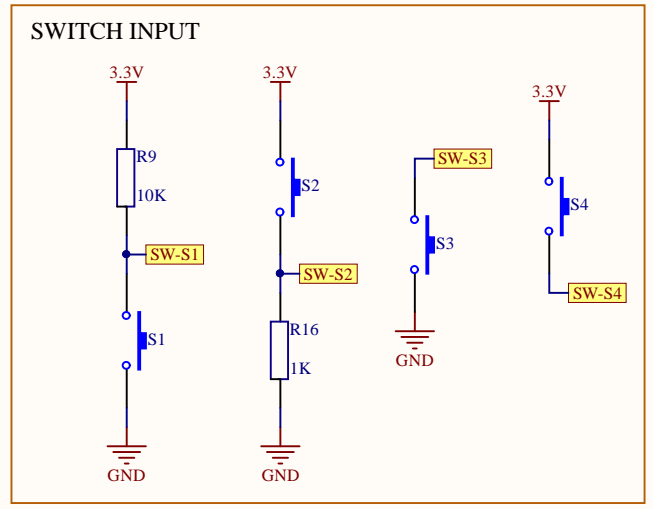 SWITCH INPUT
3.3V
R9
10K
SW-S1
S1
GND
3.3V
S2
SW-S2
R16
1K
GND
SW-S3
S3
GND
3.3V
S4
SW-S4